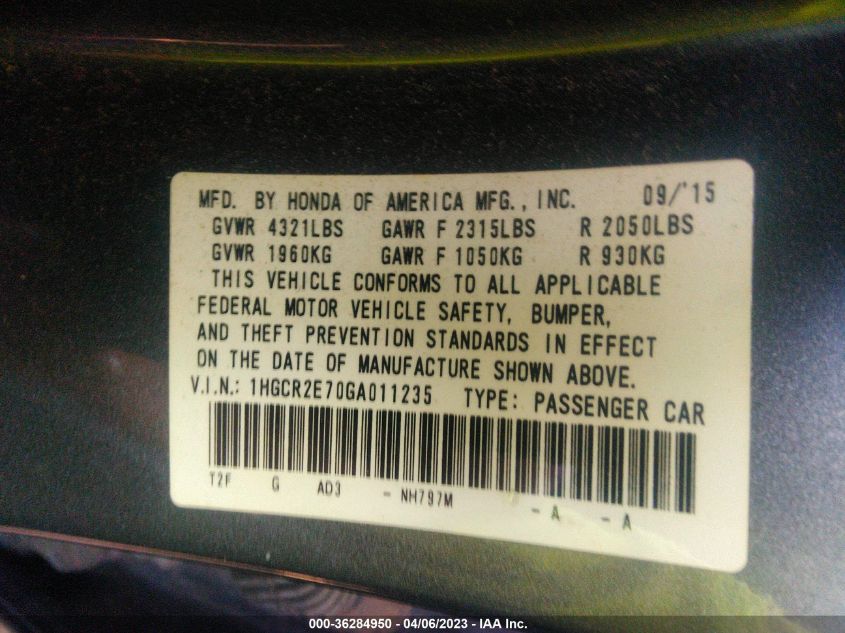 MFD. BY HONDA OF AMERICA MFG., INC. 09/'15
GVWR 4321LBS GAWR F 2315LBS R 2050LBS
GVWR 1960KG GAWR F 1050KG R 930KG
THIS VEHICLE CONFORMS TO ALL APPLICABLE
FEDERAL MOTOR VEHICLE SAFETY, BUMPER,
AND THEFT PREVENTION STANDARDS IN EFFECT
ON THE DATE OF MANUFACTURE SHOWN ABOVE.
V.I.N.: 1HGCR2E70GA011235 TYPE: PASSENGER CAR
T2F G AD3 - NH797M - A - A
000-36284950 - 04/06/2023 - IAA Inc.